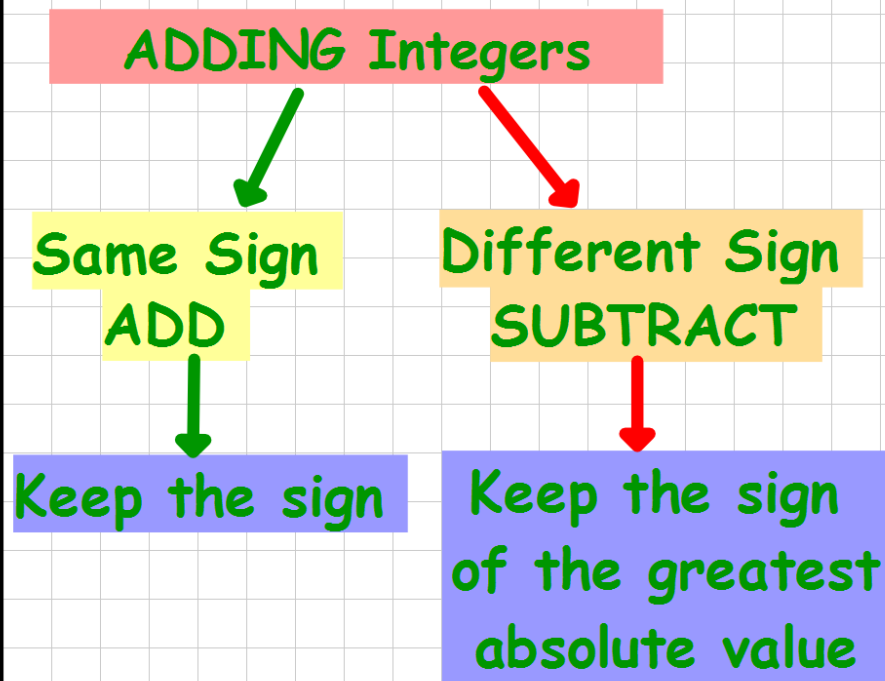 ADDING Integers
Same Sign
ADD
Keep the sign
Different Sign
SUBTRACT
Keep the sign
of the greatest
absolute value